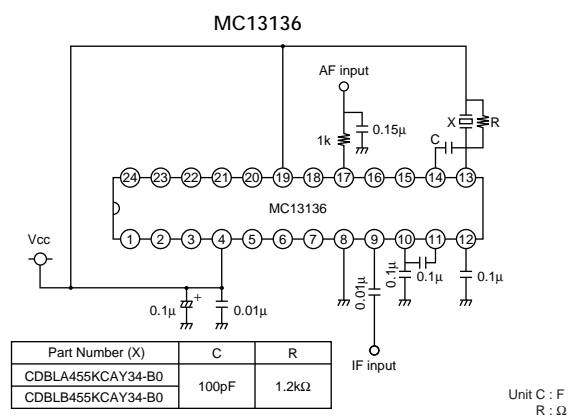 MC13136
AF input
0.15µ
1k
X
R
C
24 23 22 21 20 19 18 17 16 15 14 13
MC13136
1 2 3 4 5 6 7 8 9 10 11 12
Vcc
+
0.1µ
0.01µ
0.01µ
0.1µ
0.1µ
0.1µ
IF input
Part Number (X) C R
CDBLA455KCAY34-B0 100pF 1.2kΩ
CDBLB455KCAY34-B0
Unit C : F
R : Ω